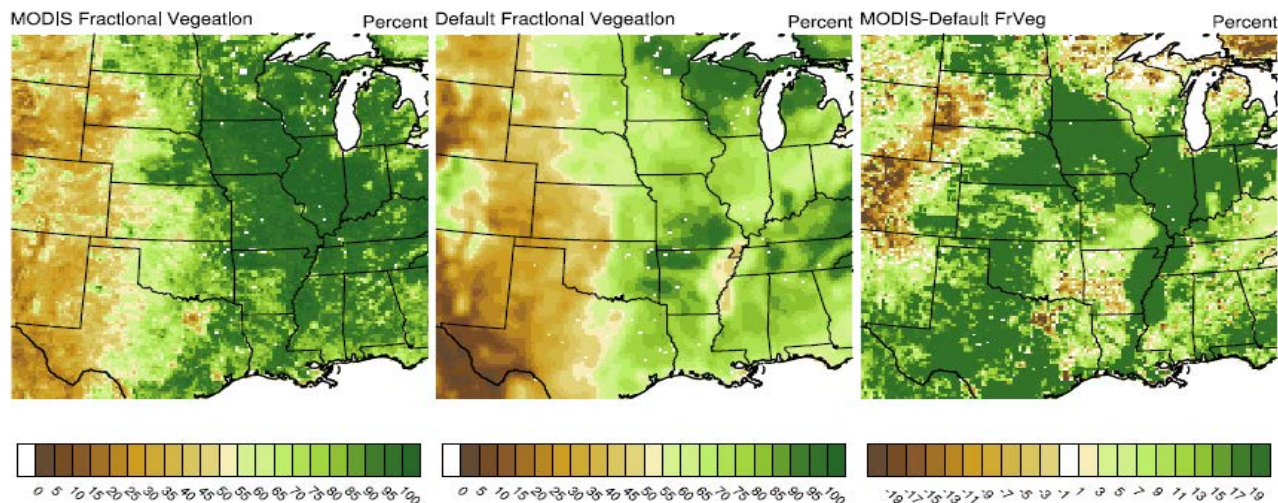 MODIS Fractional Vegeation Percent
Default Fractional Vegeation Percent
MODIS-Default FrVeg Percent
0 5 10 15 20 25 30 35 40 45 50 55 60 65 70 75 80 85 90 95 100
0 5 10 15 20 25 30 35 40 45 50 55 60 65 70 75 80 85 90 95 100
-19 -17 -15 -13 -11 -9 -7 -5 -3 -1 1 3 5 7 9 11 13 15 17 19